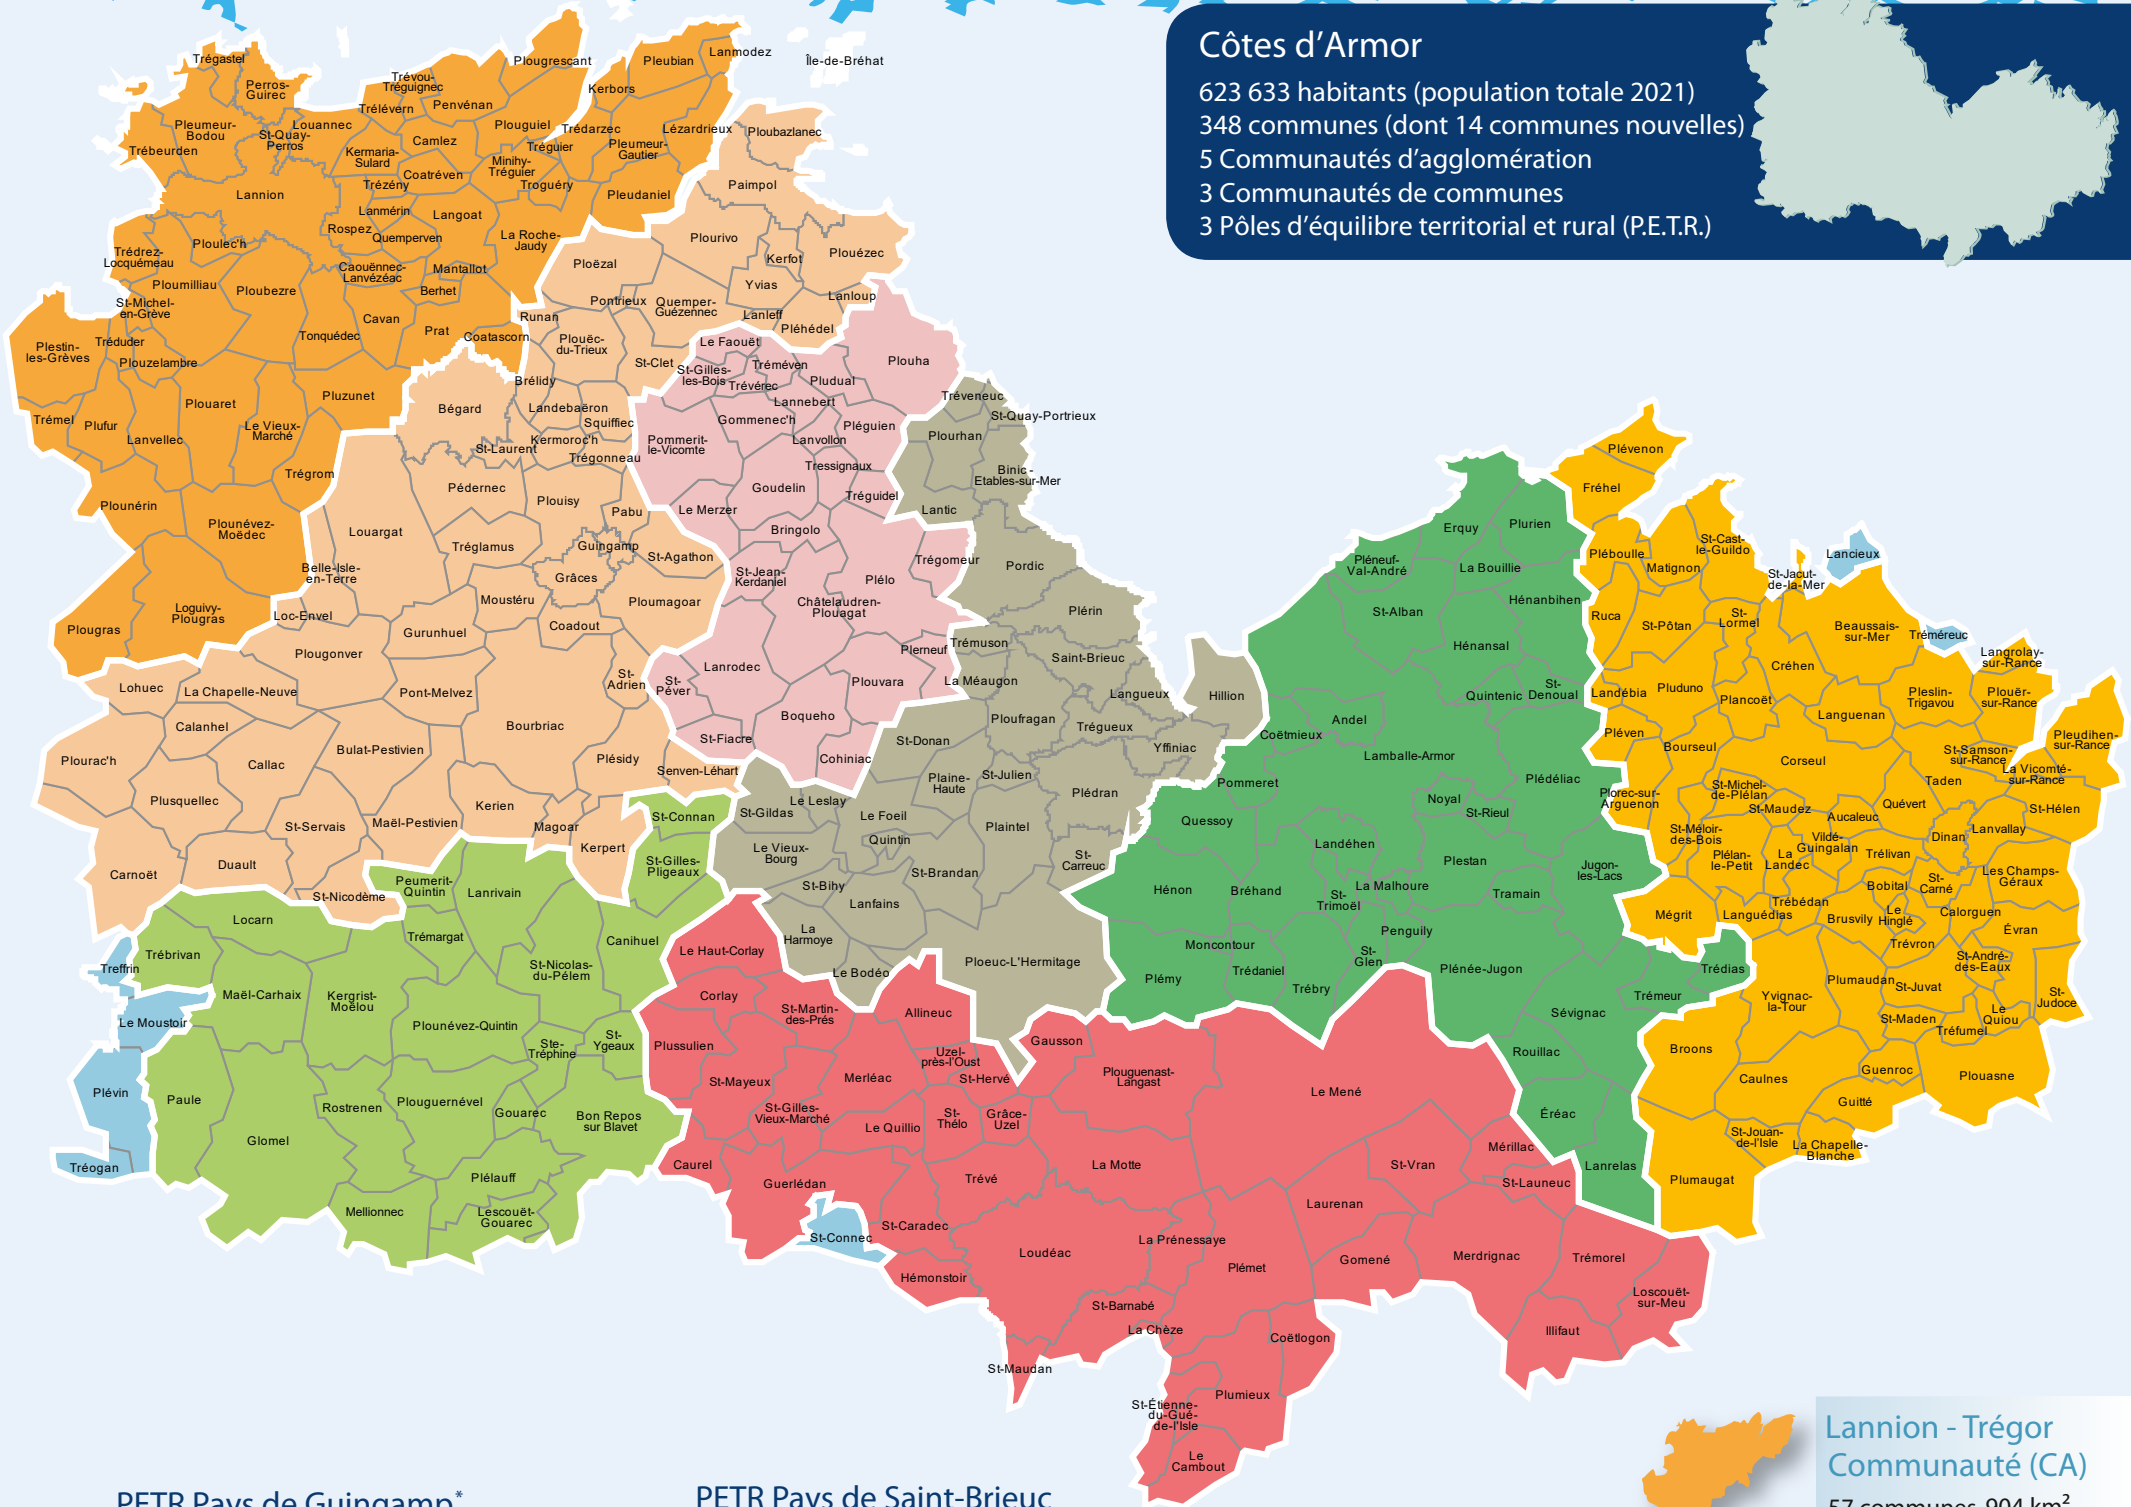 Côtes d’Armor
623 633 habitants (population totale 2021)
348 communes (dont 14 communes nouvelles)
5 Communautés d’agglomération
3 Communautés de communes
3 Pôles d’équilibre territorial et rural (P.E.T.R.)
Trégastel
Perros-
Guirec
Trévou-
Tréguignec
Plougrescant
Pleubian
Lanmodez
Île-de-Bréhat
Kerbors
Trélévern
Penvénan
Pleumeur-
Bodou
Louannec
St-Quay-
Perros
Plouguiel
Trédarzec
Lézardrieux
Ploubazlanec
Trébeurden
Kermaria-
Sulard
Camlez
Tréguier
Pleumeur-
Gautier
Minihy-
Tréguier
Coatréven
Trézény
Troguéry
Paimpol
Lannion
Pleudaniel
Lanmérin
Langoat
Rospez
Quemperven
La Roche-
Jaudy
Plourivo
Ploulec'h
Trédrez-
Locquémeau
Kerfot
Plouézec
Caouënnec-
Lanvézéac
Mantallot
Ploëzal
Ploumilliau
Ploubezre
Berhet
Yvias
Lanloup
St-Michel-
en-Grève
Pontrieux
Quemper-
Guézennec
Runan
Lanleff
Pléhédel
Cavan
Prat
Coatascorn
Tonquédec
Plestin-
les-Grèves
Tréduder
Plouzelambre
Plouëc-
du-Trieux
Le Faouët
St-Clet
St-Gilles-
les-Bois
Tréméven
Trévérec
Pludual
Plouha
Brélidy
Bégard
Pluzunet
Plouaret
Landebaëron
Squiffiec
Lannebert
Gommenec'h
Tréveneuc
St-Quay-Portrieux
Trémel
Plufur
Lanvellec
Le Vieux-
Marché
Kermoroc'h
St-Laurent
Trégonneau
Pommerit-
le-Vicomte
Lanvollon
Pléguien
Plourhan
Plévenon
Tressignaux
Binic -
Etables-sur-Mer
Trégrom
Pédernec
Plouisy
Goudelin
Tréguidel
Fréhel
Plounérin
Pabu
Le Merzer
Lantic
Plounévez-
Moëdec
Louargat
Bringolo
Erquy
Plurien
Tréglamus
Guingamp
St-Agathon
Trégomeur
Pordic
Pléneuf-
Val-André
La Bouillie
Pléboulle
Matignon
St-Cast-
le-Guildo
Lancieux
Belle-Isle-
en-Terre
Grâces
St-Jean-
Kerdaniel
Plélo
St-Jacut-
de-la-Mer
Moustéru
Ploumagoar
Châtelaudren-
Plouagat
Plérin
St-Alban
Hénanbihen
Loguivy-
Plougras
Loc-Envel
Ruca
St-Pôtan
St-
Lormel
Beaussais-
sur-Mer
Tréméreuc
Plougras
Gurunhuel
Coadout
Plerneuf
Trémuson
Saint-Brieuc
Hénansal
Langrolay-
sur-Rance
Plougonver
Lanrodec
Créhen
Lohuec
La Chapelle-Neuve
Pont-Melvez
St-
Adrien
St-
Péver
Plouvara
La Méaugon
Langueux
Hillion
Quintenic
St-
Denoual
Landébia
Pluduno
Plancoët
Pleslin-
Trigavou
Plouër-
sur-Rance
Calanhel
Bourbriac
Boqueho
Ploufragan
Trégueux
Andel
Languenan
Coëtmieux
Pléven
Bourseul
Pleudihen-
sur-Rance
Plourac'h
Callac
Bulat-Pestivien
Plésidy
St-Fiacre
Cohiniac
St-Donan
Yffiniac
Lamballe-Armor
Corseul
St-Samson-
sur-Rance
La Vicomté-
sur-Rance
Senven-Léhart
Plaine-
Haute
St-Julien
Plédran
Pommeret
Plédéliac
Taden
Plusquellec
Kerien
Le Leslay
St-Gildas
Le Foeil
Noyal
St-Rieul
Plorec-sur-
Arguenon
St-Michel-
de-Plélan
St-Maudez
Quévert
St-Hélen
St-Servais
Maël-Pestivien
Magoar
St-Connan
Quessoy
Aucaleuc
Quintin
Plaintel
St-Méloir-
des-Bois
Vildé-
Guingalan
Dinan
Lanvallay
Kerpert
Le Vieux-
Bourg
Landéhen
Plestan
Plélan-
le-Petit
La
Landec
Trélivan
Carnoët
Duault
St-Gilles-
Pligeaux
St-Bihy
St-Brandan
St-
Carreuc
Jugon-
les-Lacs
St-
Carné
Les Champs-
Géraux
Peumerit-
Quintin
Lanrivain
St-Nicodème
Lanfains
Hénon
Bréhand
St-
Trimoël
La Malhoure
Tramain
Bobital
Trébédan
Mégrit
Languédias
Brusvily
Le
Hinglé
Calorguen
Locarn
Trémargat
Canihuel
La
Harmoye
Penguily
Évran
Trébrivan
Le Haut-Corlay
Moncontour
St-
Glen
Trévron
St-André-
des-Eaux
Treffrin
St-Nicolas-
du-Pélem
Le Bodéo
Ploeuc-L'Hermitage
Plémy
Trédaniel
Trébry
Plénée-Jugon
Trédias
Plumaudan
St-Juvat
Maël-Carhaix
Kergrist-
Moëlou
Corlay
St-Martin-
des-Prés
Allineuc
Trémeur
Yvignac-
la-Tour
St-
Judoce
Le Moustoir
Plounévez-Quintin
Sévignac
St-Maden
Le
Quiou
Tréfumel
Ste-
Tréphine
St-
Ygeaux
Plussulien
Gausson
Uzel-
près-l'Oust
Rouillac
Broons
St-Mayeux
Merléac
St-Hervé
Plouguenast-
Langast
Le Mené
Caulnes
Guenroc
Plouasne
Plévin
Paule
Rostrenen
Plouguernével
Gouarec
Bon Repos
sur Blavet
St-Gilles-
Vieux-Marché
Le Quillio
St-
Thélo
Grâce-
Uzel
Éréac
Guitté
Glomel
St-Jouan-
de-l'Isle
La Chapelle-
Blanche
Tréogan
Caurel
La Motte
St-Vran
Mérillac
Lanrelas
Plélauff
Guerlédan
Trévé
St-Launeuc
Plumaugat
Mellionnec
Lescouët-
Gouarec
St-Connec
St-Caradec
Laurenan
Loudéac
La Prénessaye
Plémet
Gomené
Merdrignac
Trémorel
Hémonstoir
St-Barnabé
Loscouët-
sur-Meu
La Chèze
Coëtlogon
Illifaut
St-Maudan
Plumieux
St-Étienne-
du-Gué-
de-l'Isle
Le
Cambout
Lannion - Trégor
Communauté (CA)
57 communes, 904 km²
PETR Pays de Guingamp*
PETR Pays de Saint-Brieuc